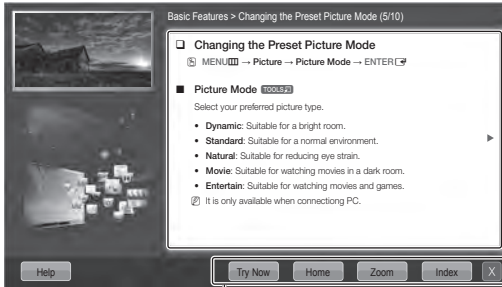 Basic Features > Changing the Preset Picture Mode (5/10)
❑ Changing the Preset Picture Mode
MENU → Picture → Picture Mode → ENTER
■ Picture Mode TOOLS
Select your preferred picture type.
• Dynamic: Suitable for a bright room.
• Standard: Suitable for a normal environment.
• Natural: Suitable for reducing eye strain.
• Movie: Suitable for watching movies in a dark room.
• Entertain: Suitable for watching movies and games.
It is only available when connectiong PC.
Help
Try Now
Home
Zoom
Index
X